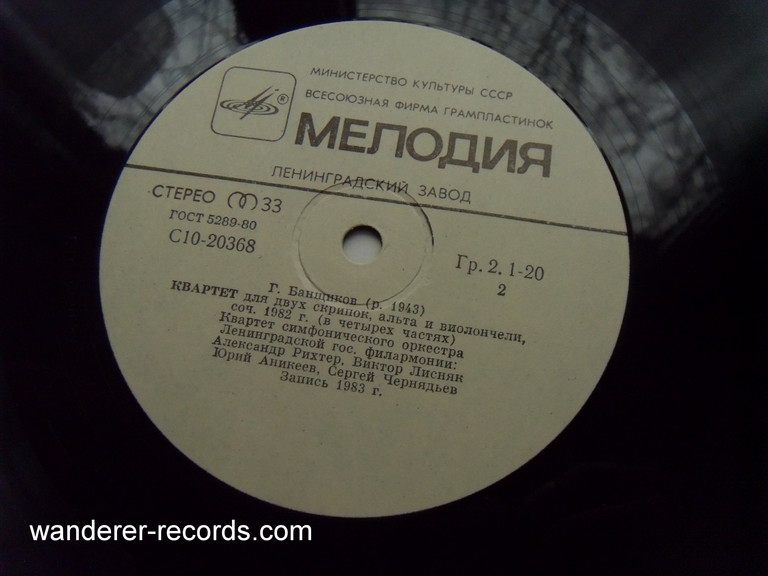 МИНИСТЕРСТВО КУЛЬТУРЫ СССР
ВСЕСОЮЗНАЯ ФИРМА ГРАМПЛАСТИНОК
®
МЕЛОДИЯ
ЛЕНИНГРАДСКИЙ ЗАВОД
СТЕРЕО 33
ГОСТ 5289-80
С10-20368
Гр. 2. 1-20
2
Г. Банщиков (р. 1943)
КВАРТЕТ для двух скрипок, альта и виолончели,
соч. 1982 г. (в четырех частях)
Квартет симфонического оркестра
Ленинградской гос. филармонии:
Александр Рихтер, Виктор Лисняк
Юрий Аникеев, Сергей Чернядьев
Запись 1983 г.
wanderer-records.com